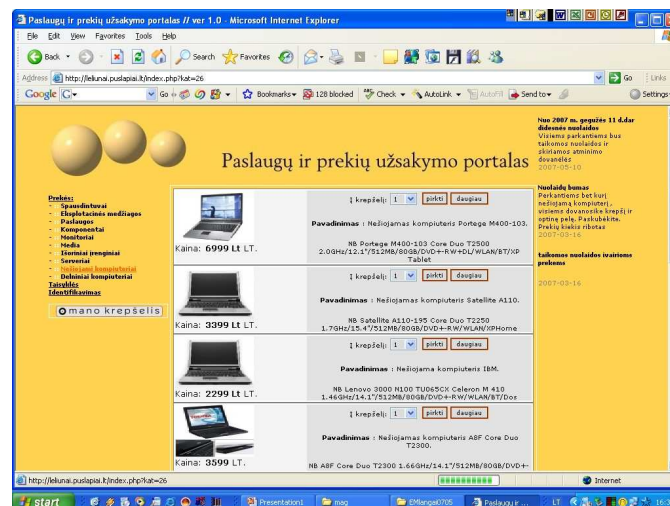 Paslaugų ir prekių užsakymo portalas // ver 1.0 - Microsoft Internet Explorer
File Edit View Favorites Tools Help
Back Search Favorites
Address http://leliunai.puslapiai.lt/index.php?kat=26 Go Links
Google Go Bookmarks 128 blocked Check AutoLink AutoFill Send to Settings
Paslaugų ir prekių užsakymo portalas
Prekės:
- Spausdintuvai
- Eksplotacinės medžiagos
- Paslaugos
- Komponentai
- Monitoriai
- Media
- Išoriniai įrenginiai
- Serveriai
- Nešiojami kompiuteriai
- Delniniai kompiuteriai
Taisyklės
Identifikavimas
mano krepšelis
Į krepšelį: 1 pirkti daugiau
Pavadinimas : Nešiojamas kompiuteris Portege M400-103.
NB Portege M400-103 Core Duo T2500
2.0GHz/12.1"/512MB/80GB/DVD+-RW+DL/WLAN/BT/XP
Tablet
Kaina: 6999 Lt LT.
Į krepšelį: 1 pirkti daugiau
Pavadinimas : Nešiojamas kompiuteris Satellite A110.
NB Satellite A110-195 Core Duo T2250
1.7GHz/15.4"/512MB/80GB/DVD+-RW/WLAN/XPHome
Kaina: 3399 Lt LT.
Į krepšelį: 1 pirkti daugiau
Pavadinimas : Nešiojamas kompiuteris IBM.
NB Lenovo 3000 N100 TU065CX Celeron M 410
1.46GHz/14.1"/512MB/80GB/DVD+-RW/WLAN/BT/Dos
Kaina: 2299 Lt LT.
Į krepšelį: 1 pirkti daugiau
Pavadinimas : Nešiojamas kompiuteris A8F Core Duo
T2300.
NB A8F Core Duo T2300 1.66GHz/14.1"/512MB/80GB/DVD+-
Kaina: 3599 LT.
Nuo 2007 m. gegužės 11 d.dar
didesnės nuolaidos
Visiems parkantiems bus
taikomos nuolaidos ir
skiriamos atminimo
dovanėlės
2007-05-10
Nuolaidų bumas
Perkantiems bet kurį
nešiojamą kompiuterį,
visiems dovanosike krepšį ir
optinę pelę. Paskubėkite.
Prekių kiekis ribotas
2007-03-16
taikomos nuolaidos ivairioms
prekems
2007-03-16
http://leliunai.puslapiai.lt/index.php?kat=26 Internet
start Presentation1 mag EMangai0705 Paslaugu ir ... LT